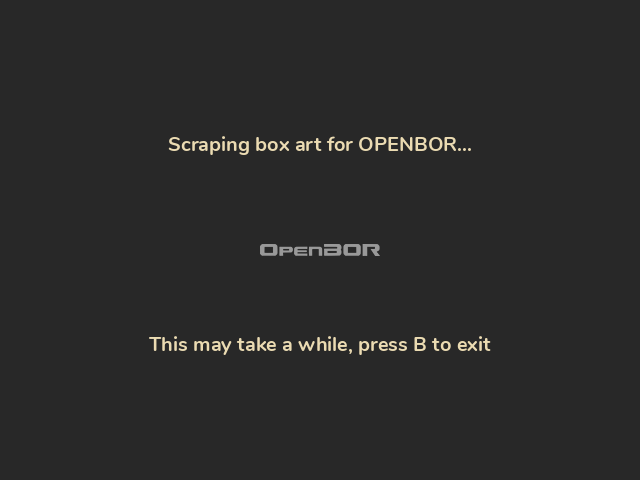 Scraping box art for OPENBOR...
OPENBOR
This may take a while, press B to exit